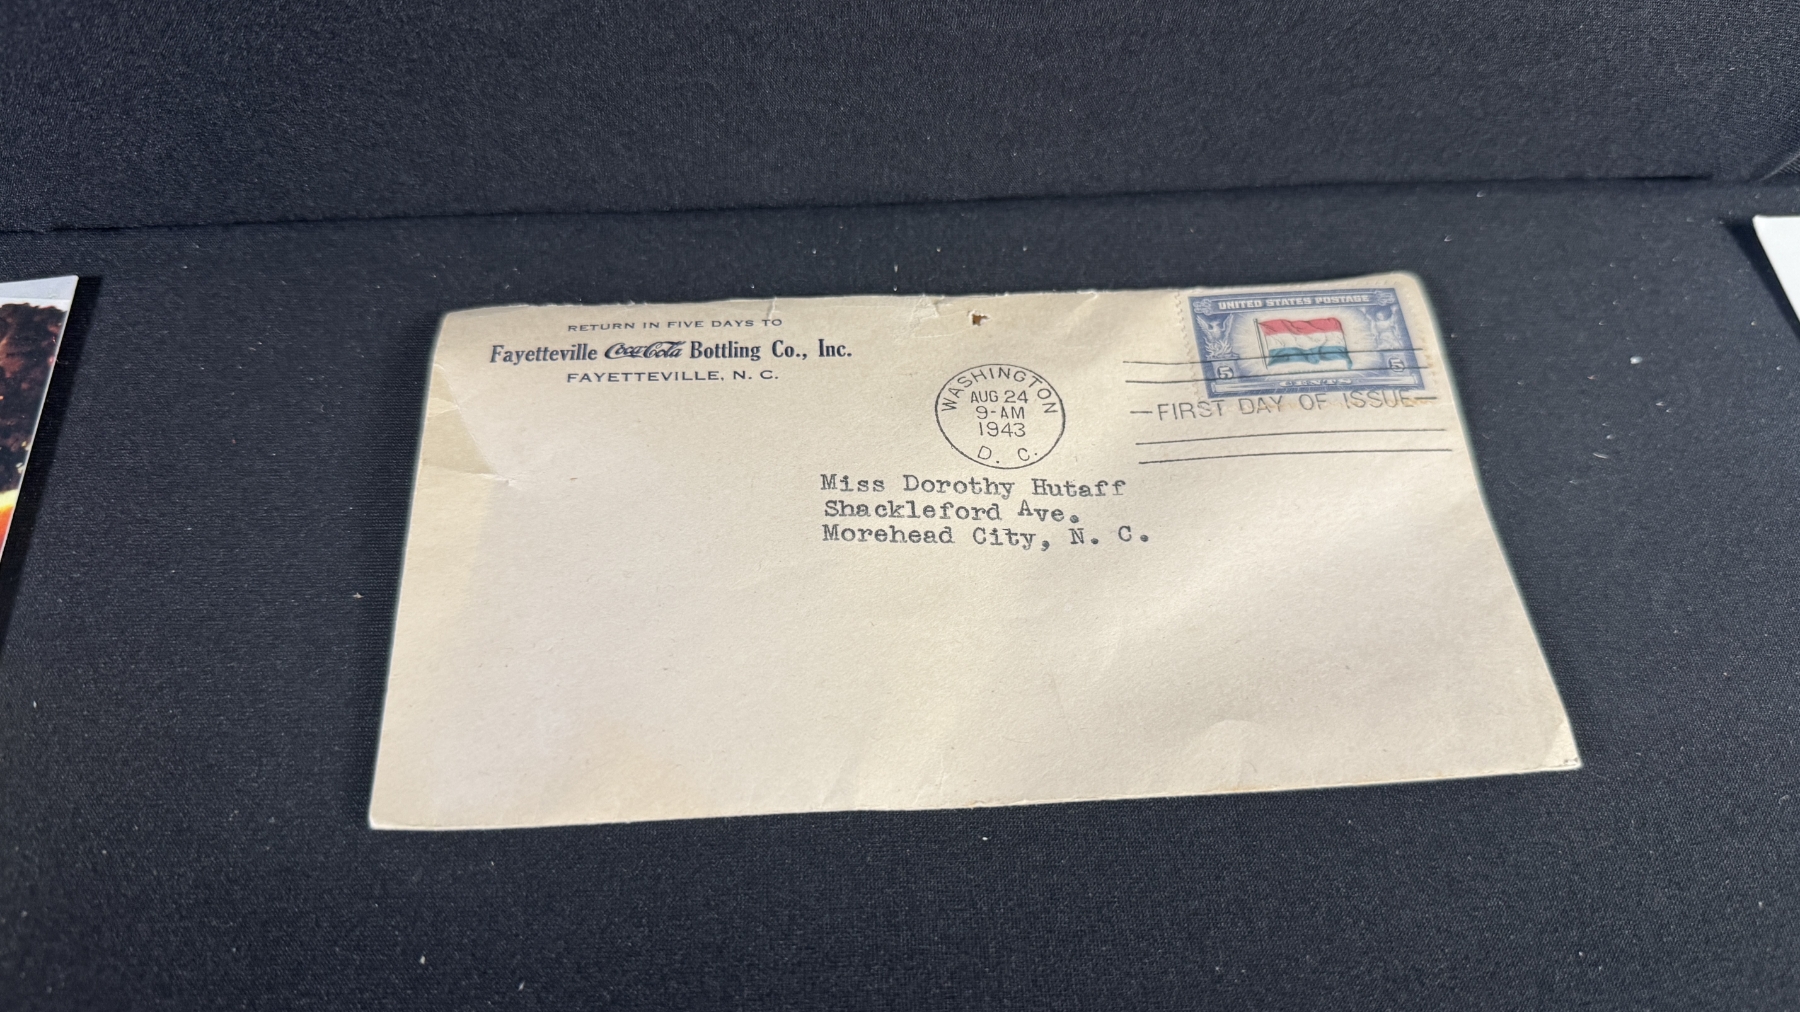 RETURN IN FIVE DAYS TO
Fayetteville Coca-Cola Bottling Co., Inc.
FAYETTEVILLE, N. C.
UNITED STATES POSTAGE
5 5
CENTS
WASHINGTON
AUG 24
9-AM
1943
D. C.
—FIRST DAY OF ISSUE—
Miss Dorothy Hutaff
Shackleford Ave.
Morehead City, N. C.